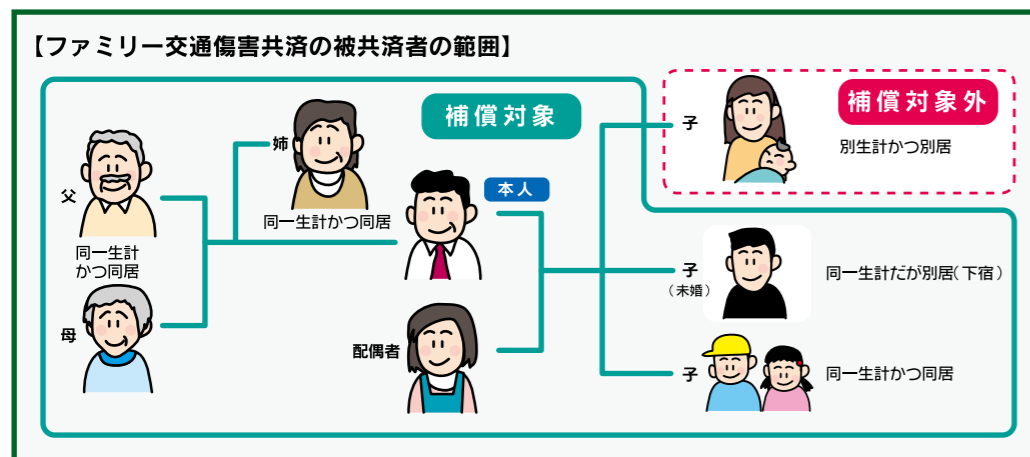 【ファミリー交通傷害共済の被共済者の範囲】
補償対象
補償対象外
子
別生計かつ別居
姉
同一生計かつ同居
父
同一生計
かつ同居
本人
母
配偶者
子
（未婚）
同一生計だが別居（下宿）
子
同一生計かつ同居